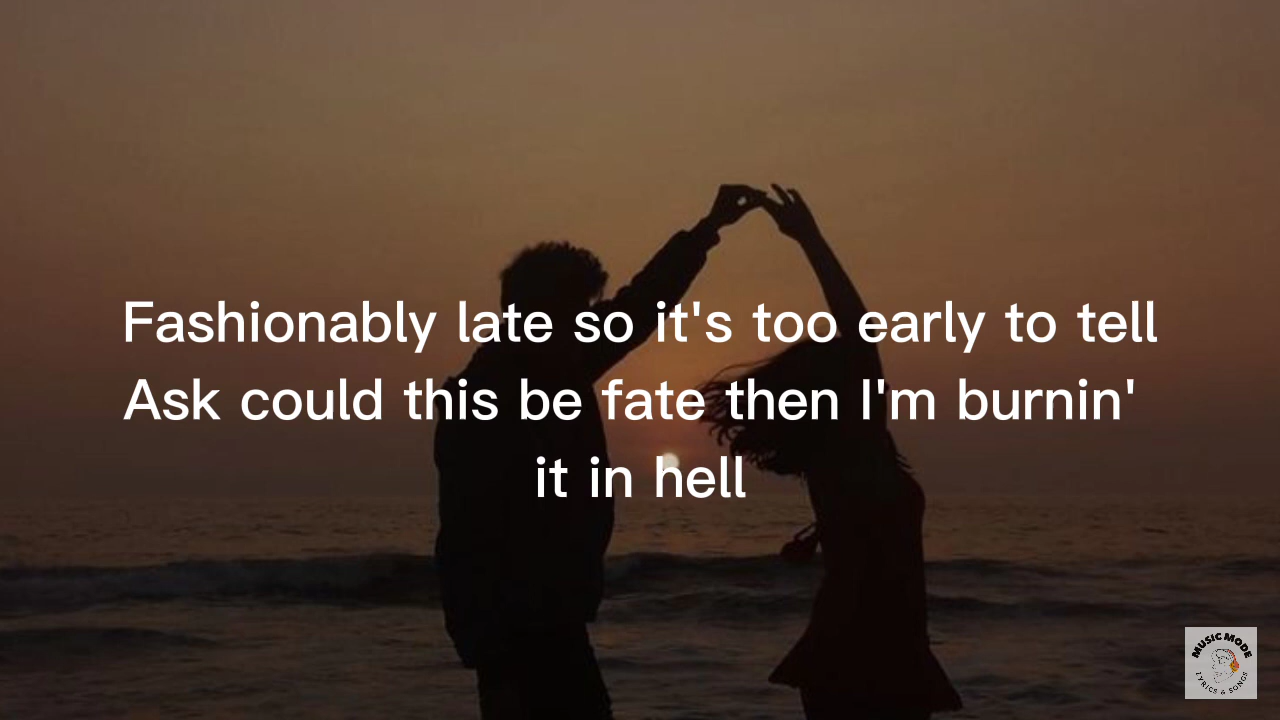 Fashionably late so it's too early to tell
Ask could this be fate then I'm burnin'
it in hell
MUSIC MODE
LYRICS & SONGS